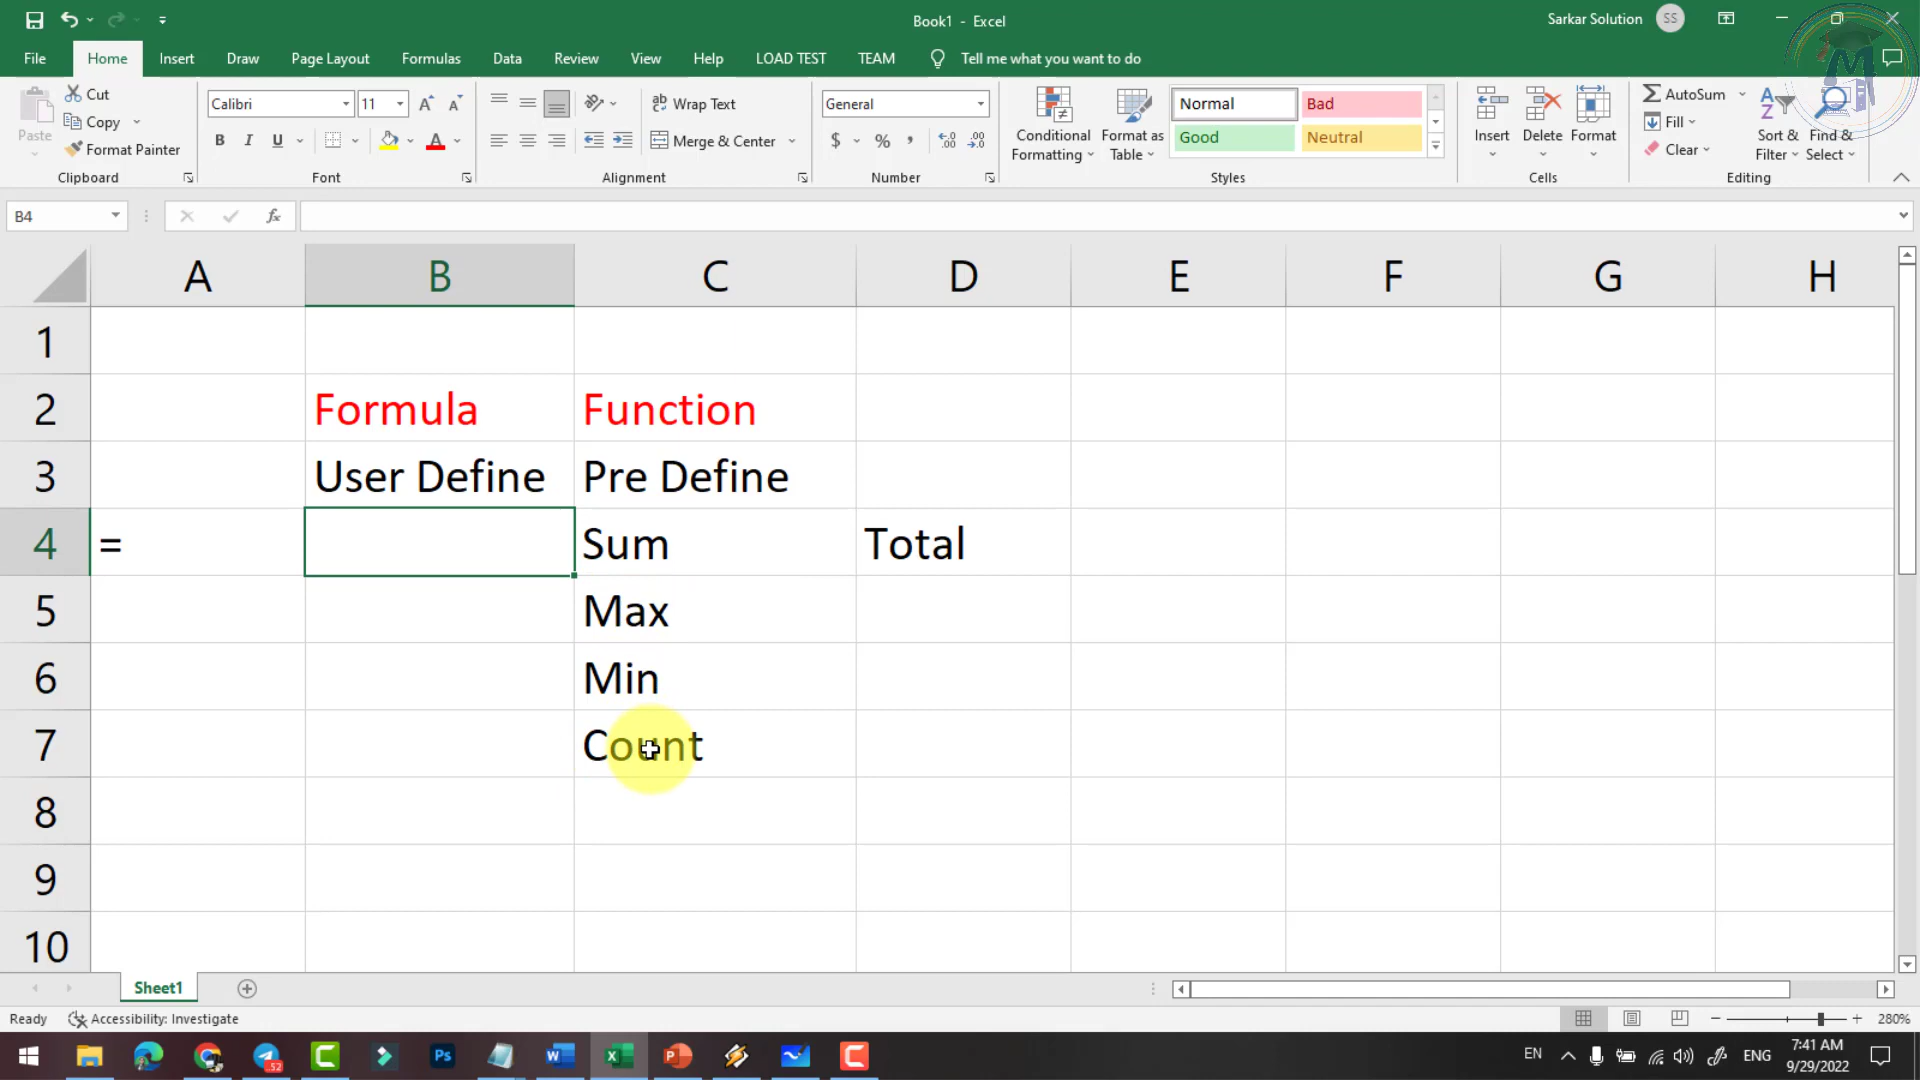 Book1 - Excel
Sarkar Solution SS
File Home Insert Draw Page Layout Formulas Data Review View Help LOAD TEST TEAM Tell me what you want to do
Paste
Cut
Copy
Format Painter
Clipboard
Calibri 11
B I U
Font
Wrap Text
Merge & Center
Alignment
General
$ % ,
Number
Conditional Formatting
Format as Table
Normal Bad
Good Neutral
Styles
Insert Delete Format
Cells
AutoSum
Fill
Clear
Sort & Filter
Find & Select
Editing
B4 fx
A B C D E F G H
1
2 Formula Function
3 User Define Pre Define
4 = Sum Total
5 Max
6 Min
7 Count
8
9
10
Sheet1
Ready Accessibility: Investigate 280%
EN ENG 7:41 AM
9/29/2022